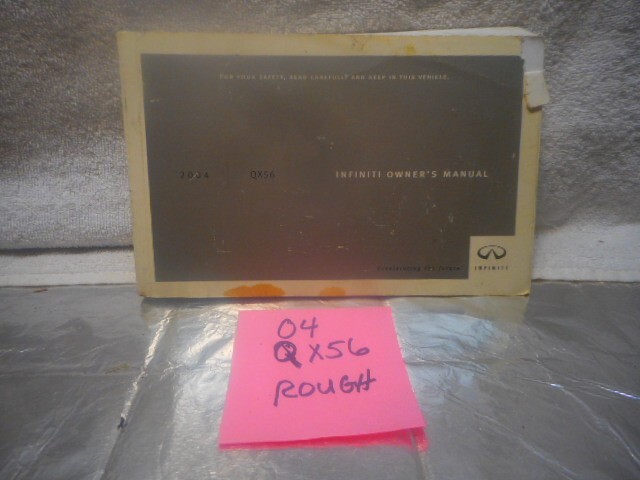 FOR YOUR SAFETY, READ CAREFULLY AND KEEP IN THIS VEHICLE.
2004 QX56 INFINITI OWNER'S MANUAL
INFINITI
04
QX56
ROUGH